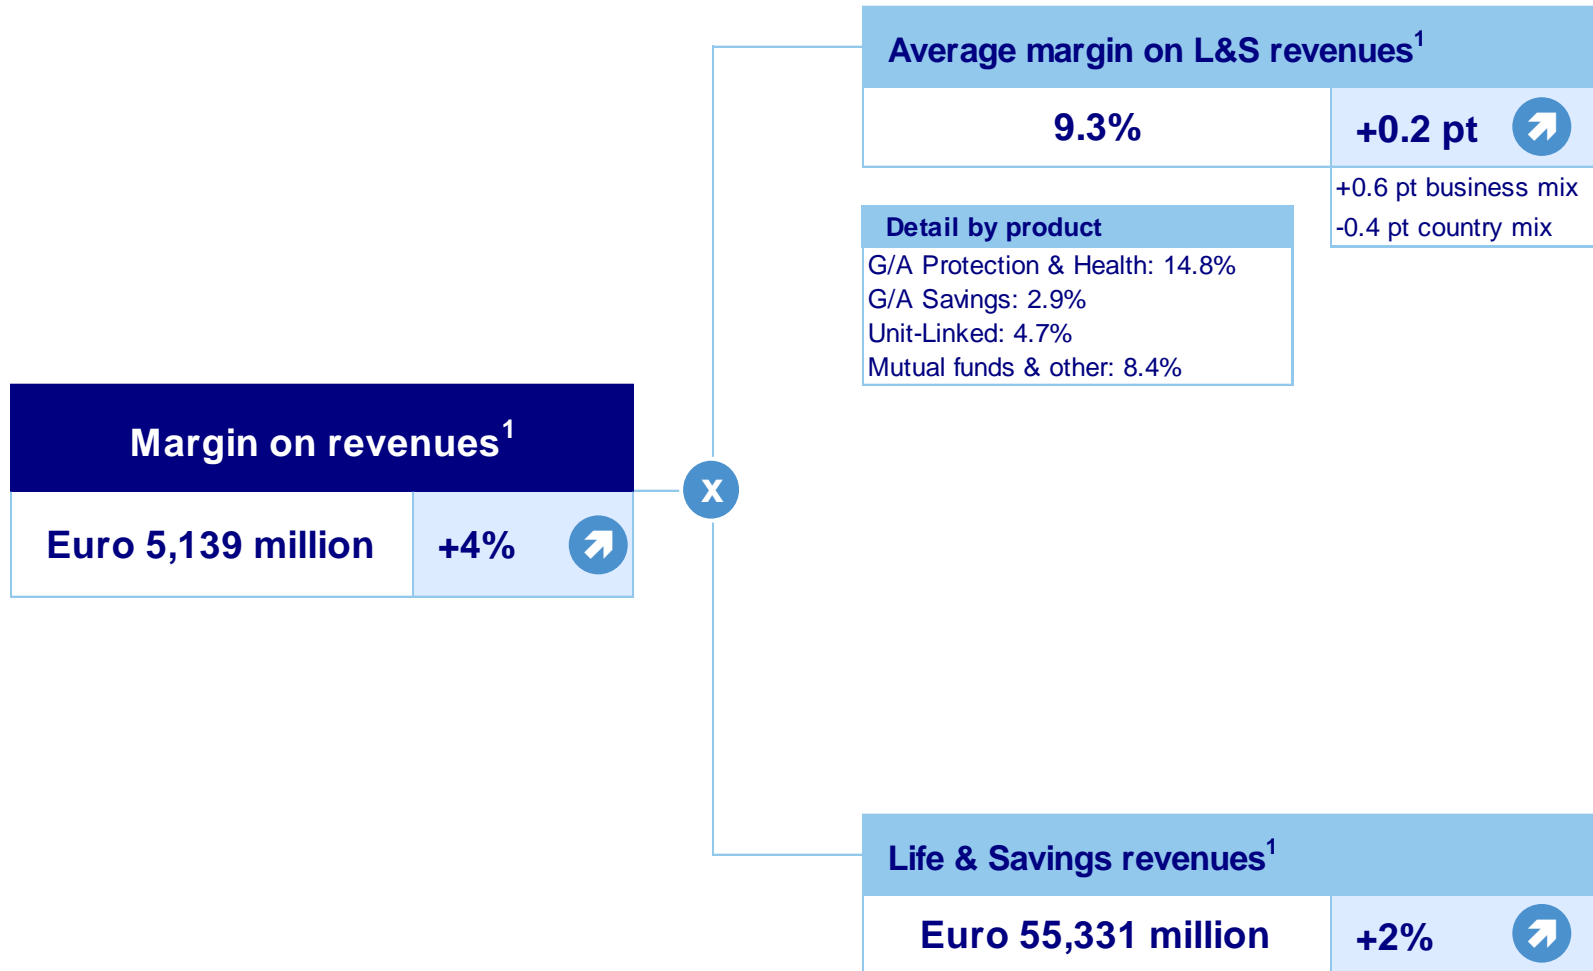 Average margin on L&S revenues1
9.3%
+0.2 pt
+0.6 pt business mix
-0.4 pt country mix
Detail by product
G/A Protection & Health: 14.8%
G/A Savings: 2.9%
Unit-Linked: 4.7%
Mutual funds & other: 8.4%
Margin on revenues1
Euro 5,139 million
+4%
x
Life & Savings revenues1
Euro 55,331 million
+2%